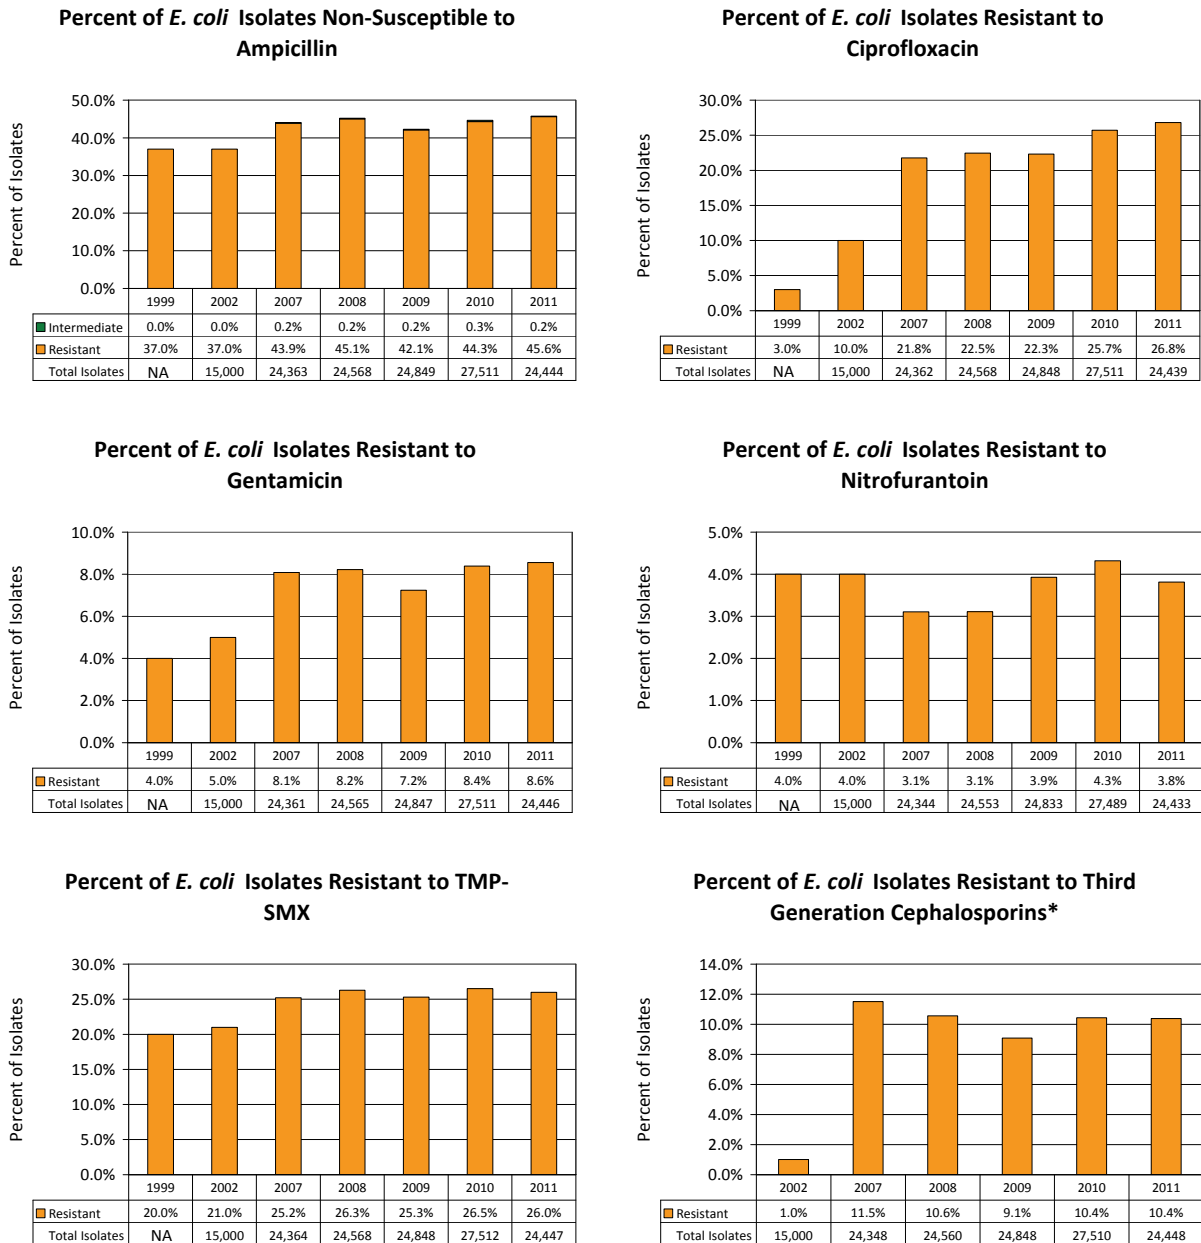 Percent of E. coli Isolates Non-Susceptible to
Ampicillin
Percent of Isolates
50.0%
40.0%
30.0%
20.0%
10.0%
0.0%
1999 2002 2007 2008 2009 2010 2011
Intermediate 0.0% 0.0% 0.2% 0.2% 0.2% 0.3% 0.2%
Resistant 37.0% 37.0% 43.9% 45.1% 42.1% 44.3% 45.6%
Total Isolates NA 15,000 24,363 24,568 24,849 27,511 24,444
Percent of E. coli Isolates Resistant to
Ciprofloxacin
Percent of Isolates
30.0%
25.0%
20.0%
15.0%
10.0%
5.0%
0.0%
1999 2002 2007 2008 2009 2010 2011
Resistant 3.0% 10.0% 21.8% 22.5% 22.3% 25.7% 26.8%
Total Isolates NA 15,000 24,362 24,568 24,848 27,511 24,439
Percent of E. coli Isolates Resistant to
Gentamicin
Percent of Isolates
10.0%
8.0%
6.0%
4.0%
2.0%
0.0%
1999 2002 2007 2008 2009 2010 2011
Resistant 4.0% 5.0% 8.1% 8.2% 7.2% 8.4% 8.6%
Total Isolates NA 15,000 24,361 24,565 24,847 27,511 24,446
Percent of E. coli Isolates Resistant to
Nitrofurantoin
Percent of Isolates
5.0%
4.0%
3.0%
2.0%
1.0%
0.0%
1999 2002 2007 2008 2009 2010 2011
Resistant 4.0% 4.0% 3.1% 3.1% 3.9% 4.3% 3.8%
Total Isolates NA 15,000 24,344 24,553 24,833 27,489 24,433
Percent of E. coli Isolates Resistant to TMP-
SMX
Percent of Isolates
30.0%
25.0%
20.0%
15.0%
10.0%
5.0%
0.0%
1999 2002 2007 2008 2009 2010 2011
Resistant 20.0% 21.0% 25.2% 26.3% 25.3% 26.5% 26.0%
Total Isolates NA 15,000 24,364 24,568 24,848 27,512 24,447
Percent of E. coli Isolates Resistant to Third
Generation Cephalosporins*
Percent of Isolates
14.0%
12.0%
10.0%
8.0%
6.0%
4.0%
2.0%
0.0%
2002 2007 2008 2009 2010 2011
Resistant 1.0% 11.5% 10.6% 9.1% 10.4% 10.4%
Total Isolates 15,000 24,348 24,560 24,848 27,510 24,448